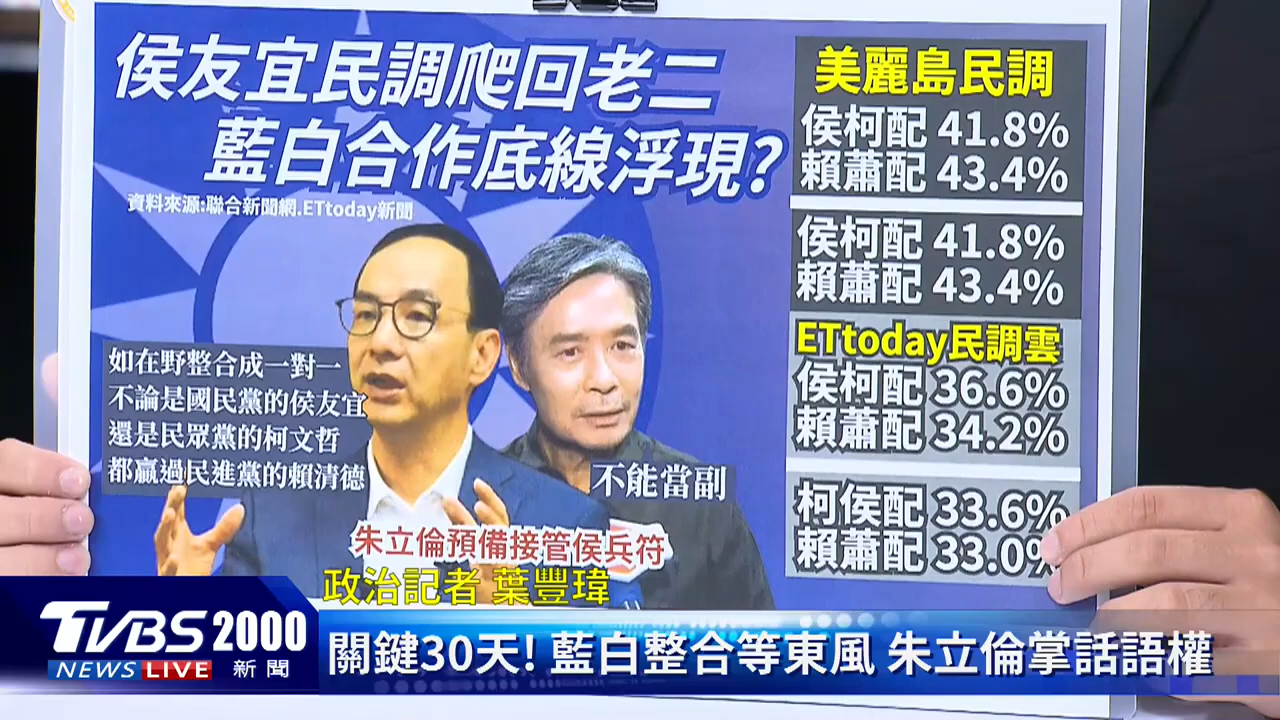 侯友宜民調爬回老二
藍白合作底線浮現?
資料來源:聯合新聞網.ETtoday新聞
如在野整合成一對一
不論是國民黨的侯友宜
還是民眾黨的柯文哲
都贏過民進黨的賴清德
不能當副
朱立倫預備接管侯兵符
美麗島民調
侯柯配 41.8%
賴蕭配 43.4%
侯柯配 41.8%
賴蕭配 43.4%
ETtoday民調雲
侯柯配 36.6%
賴蕭配 34.2%
柯侯配 33.6%
賴蕭配 33.0%
政治記者 葉豐瑋
TVBS 2000
NEWS LIVE 新聞
關鍵30天! 藍白整合等東風 朱立倫掌話語權